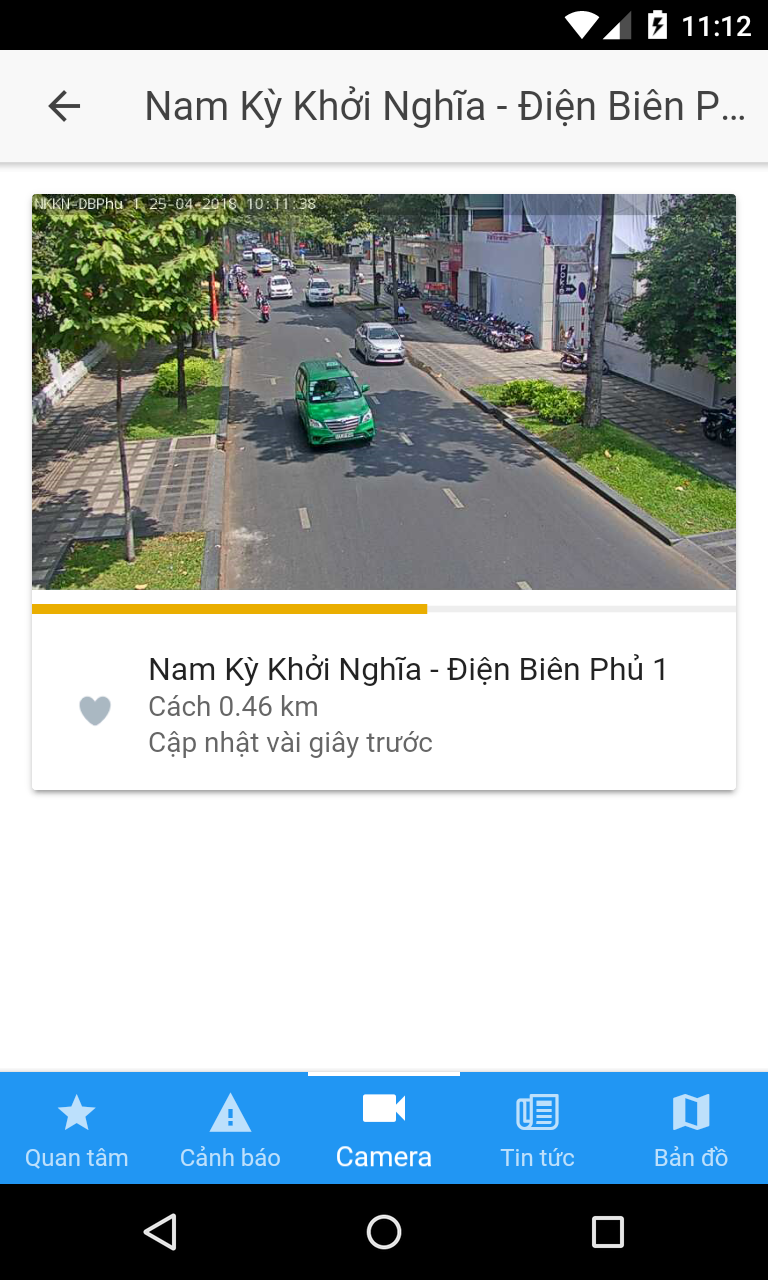 11:12
Nam Kỳ Khởi Nghĩa - Điện Biên P...
NKKN-DBPhu 1 25-04-2018 10:11:38
Nam Kỳ Khởi Nghĩa - Điện Biên Phủ 1
Cách 0.46 km
Cập nhật vài giây trước
Quan tâm
Cảnh báo
Camera
Tin tức
Bản đồ